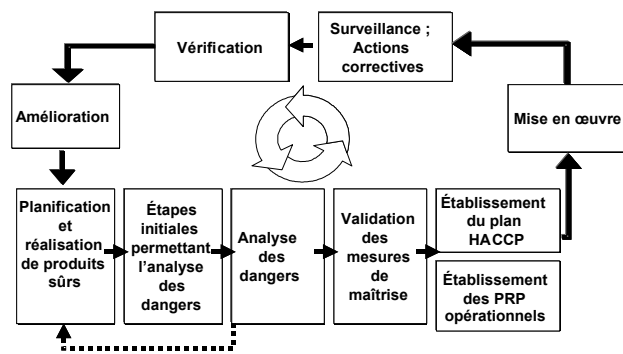 Vérification
Surveillance ;
Actions
correctives
Amélioration
Mise en œuvre
Planification
et
réalisation
de produits
sûrs
Étapes
initiales
permettant
l’analyse
des
dangers
Analyse
des
dangers
Validation
des
mesures
de
maîtrise
Établissement
du plan
HACCP
Établissement
des PRP
opérationnels